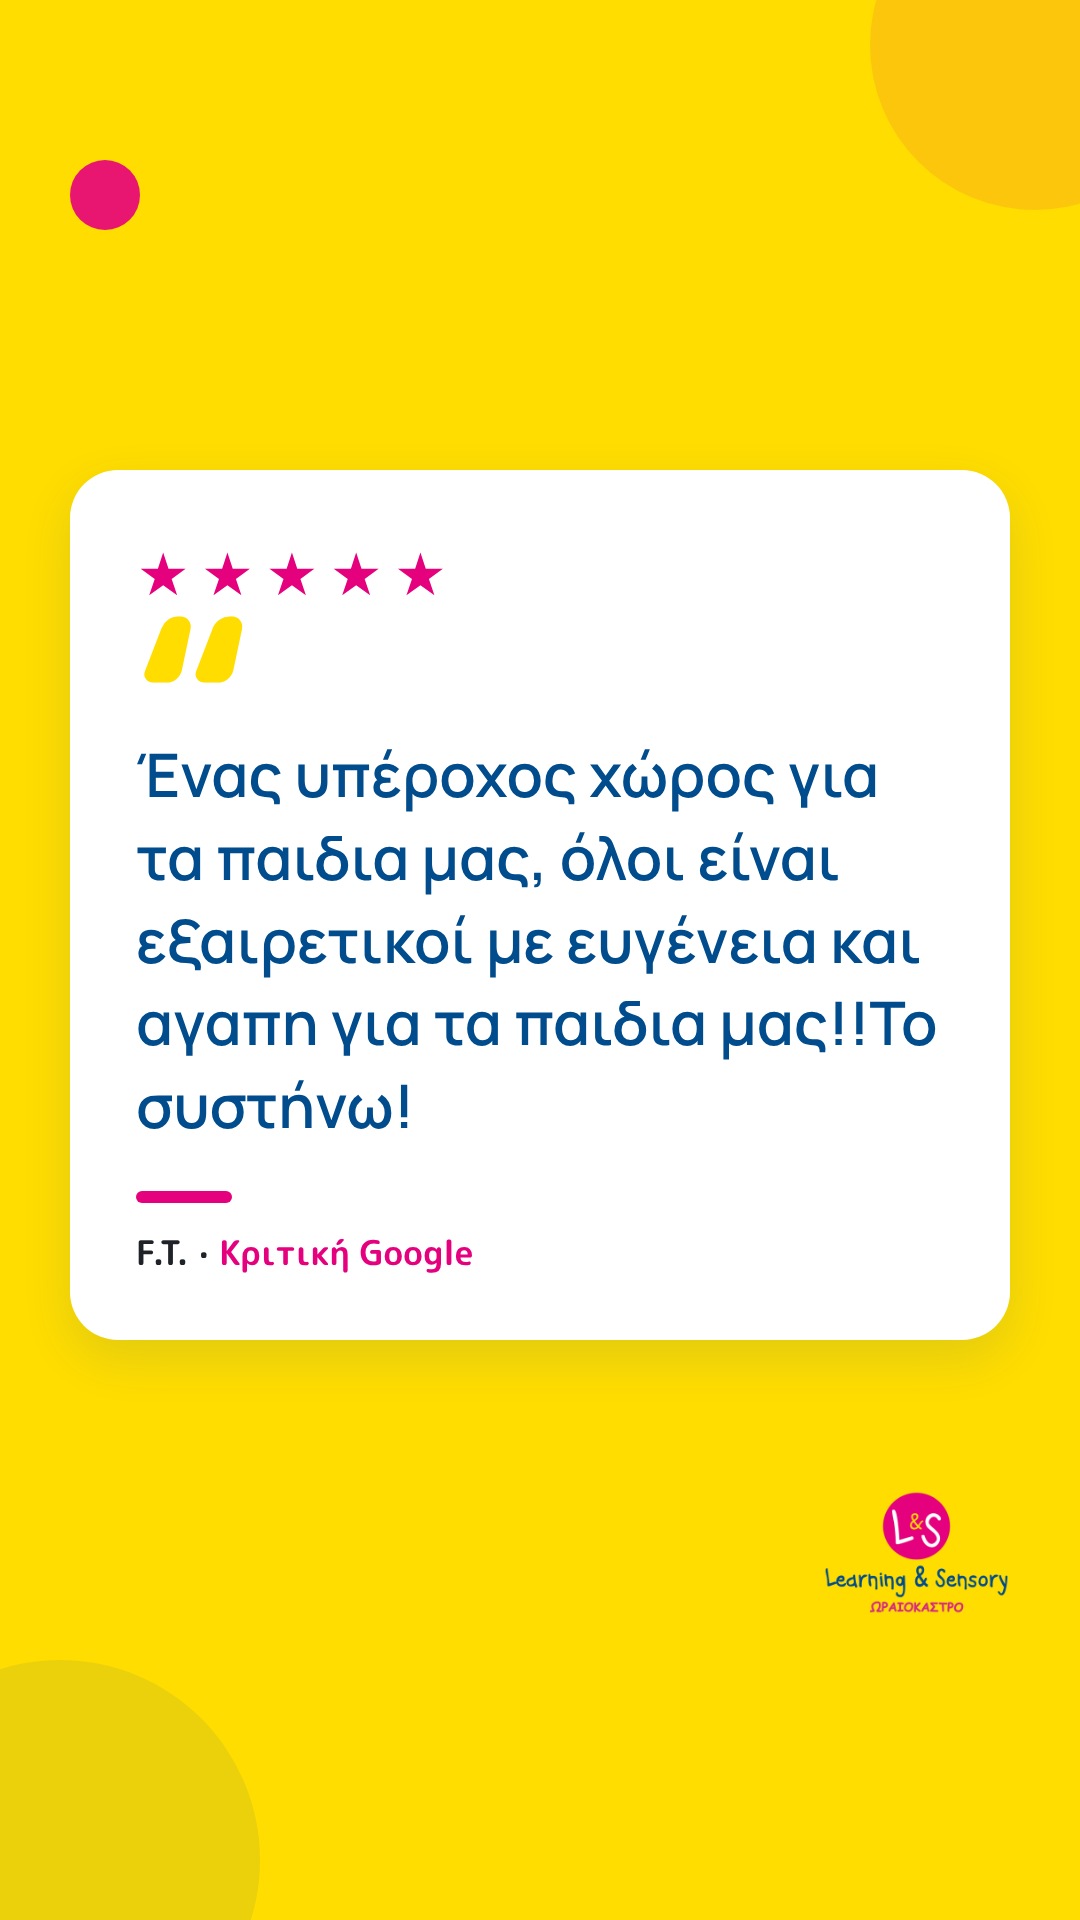 ★★★★★
"
Ένας υπέροχος χώρος για
τα παιδια μας, όλοι είναι
εξαιρετικοί με ευγένεια και
αγαπη για τα παιδια μας!!Το
συστήνω!
F.T. · Κριτική Google
L&S
Learning & Sensory
ΩΡΑΙΟΚΑΣΤΡΟ